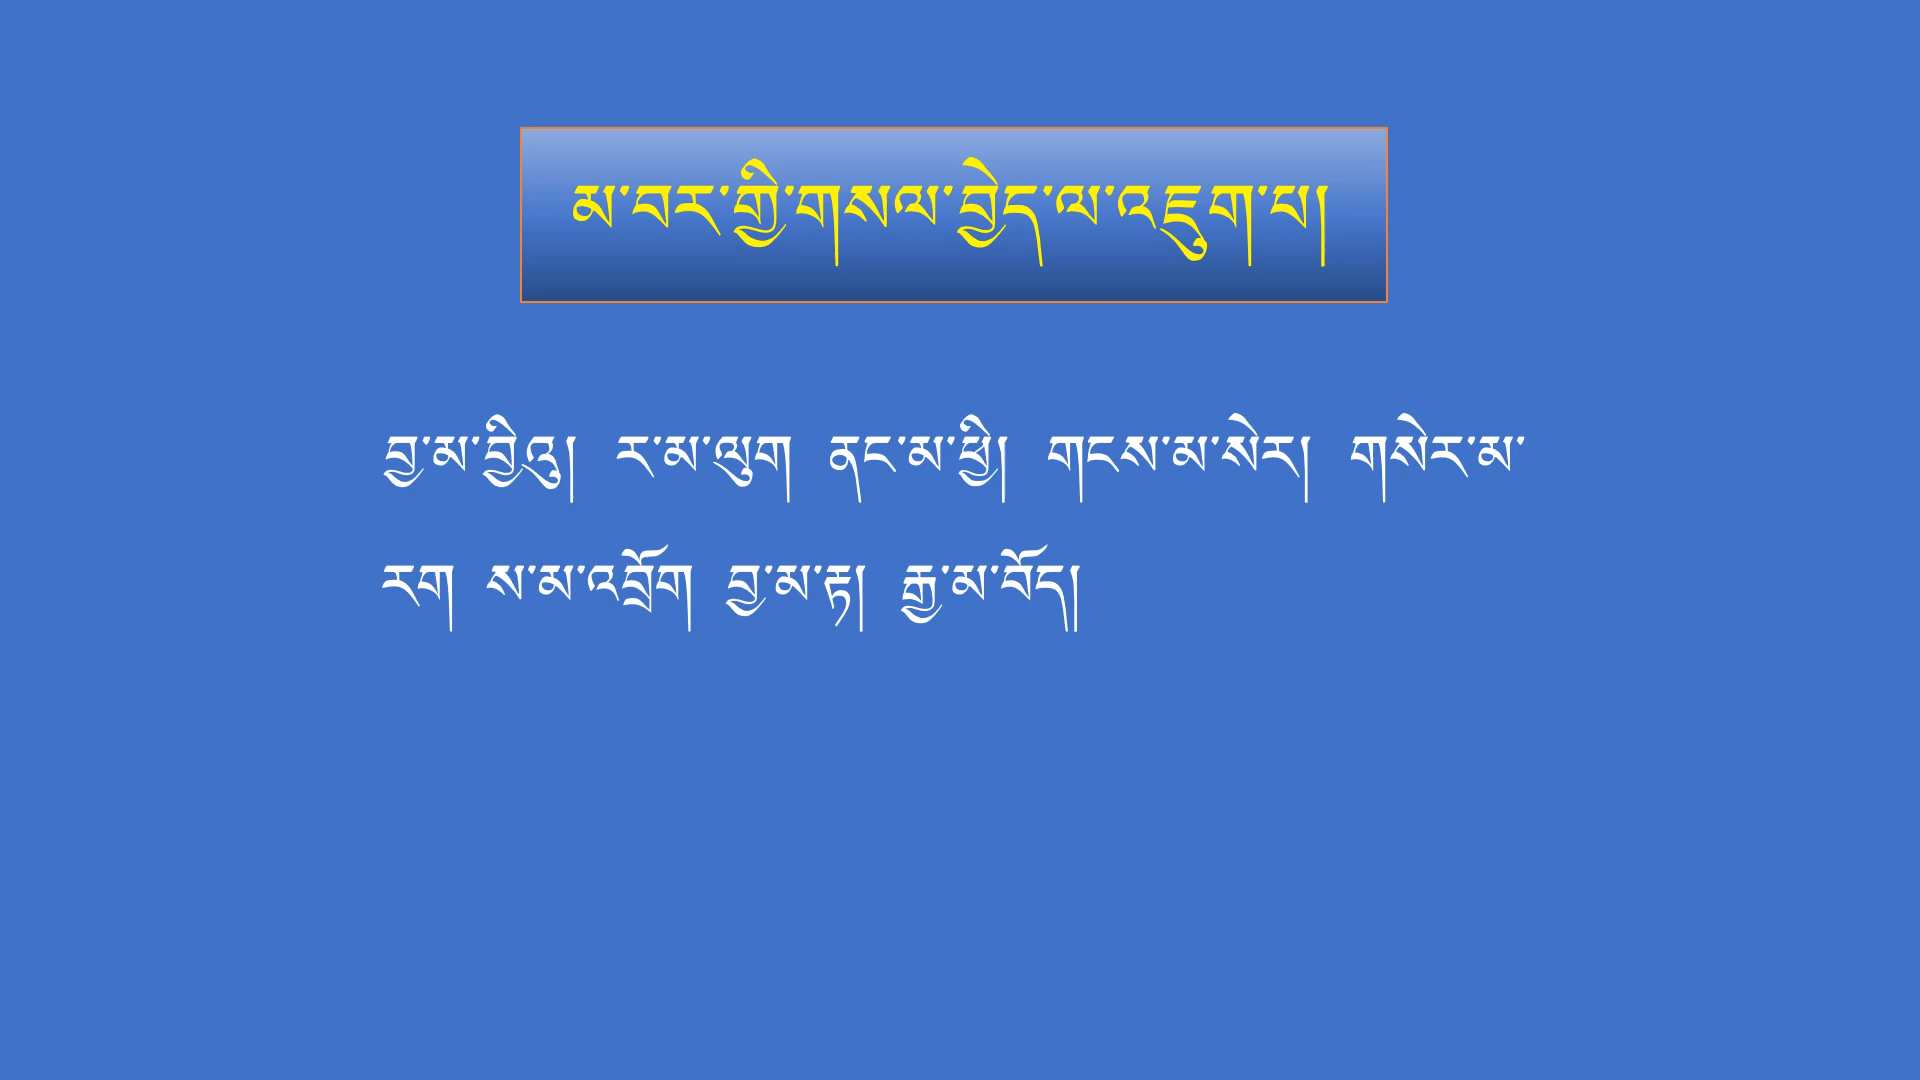 མ་བར་གྱི་གསལ་བྱེད་ལ་འཇུག་པ།
བྱ་མ་བྱིའུ། ར་མ་ལུག ནང་མ་ཕྱི། གངས་མ་སེར། གསེར་མ་
རག ས་མ་འབྲོག བྱ་མ་རྟ། རྒྱ་མ་བོད།